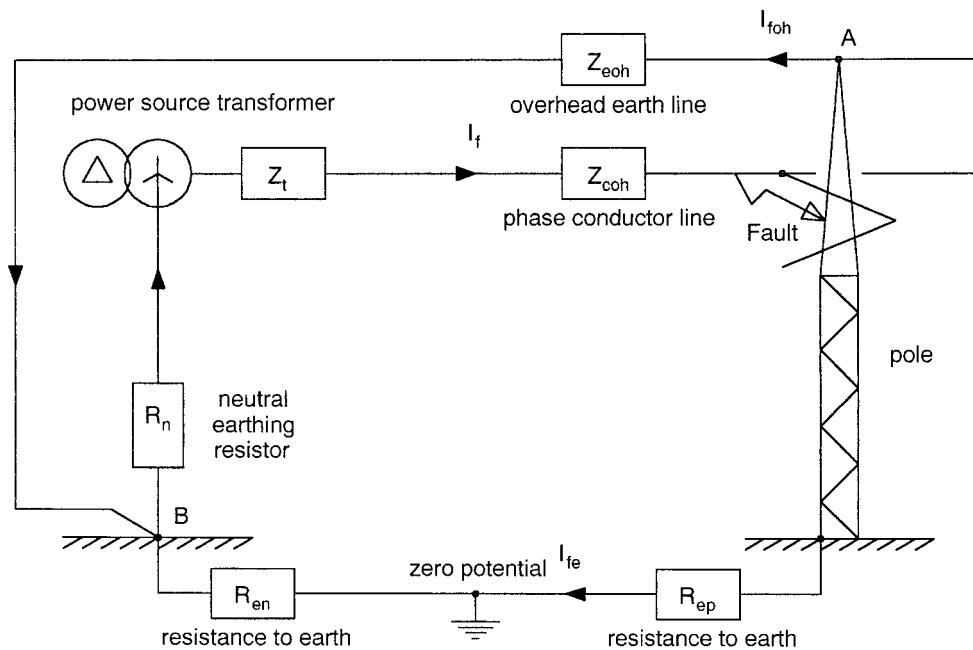 I_foh
A
Z_eoh
overhead earth line
power source transformer
I_f
Z_t
Z_coh
phase conductor line
Fault
pole
R_n
neutral
earthing
resistor
B
zero potential
I_fe
R_en
R_ep
resistance to earth
resistance to earth